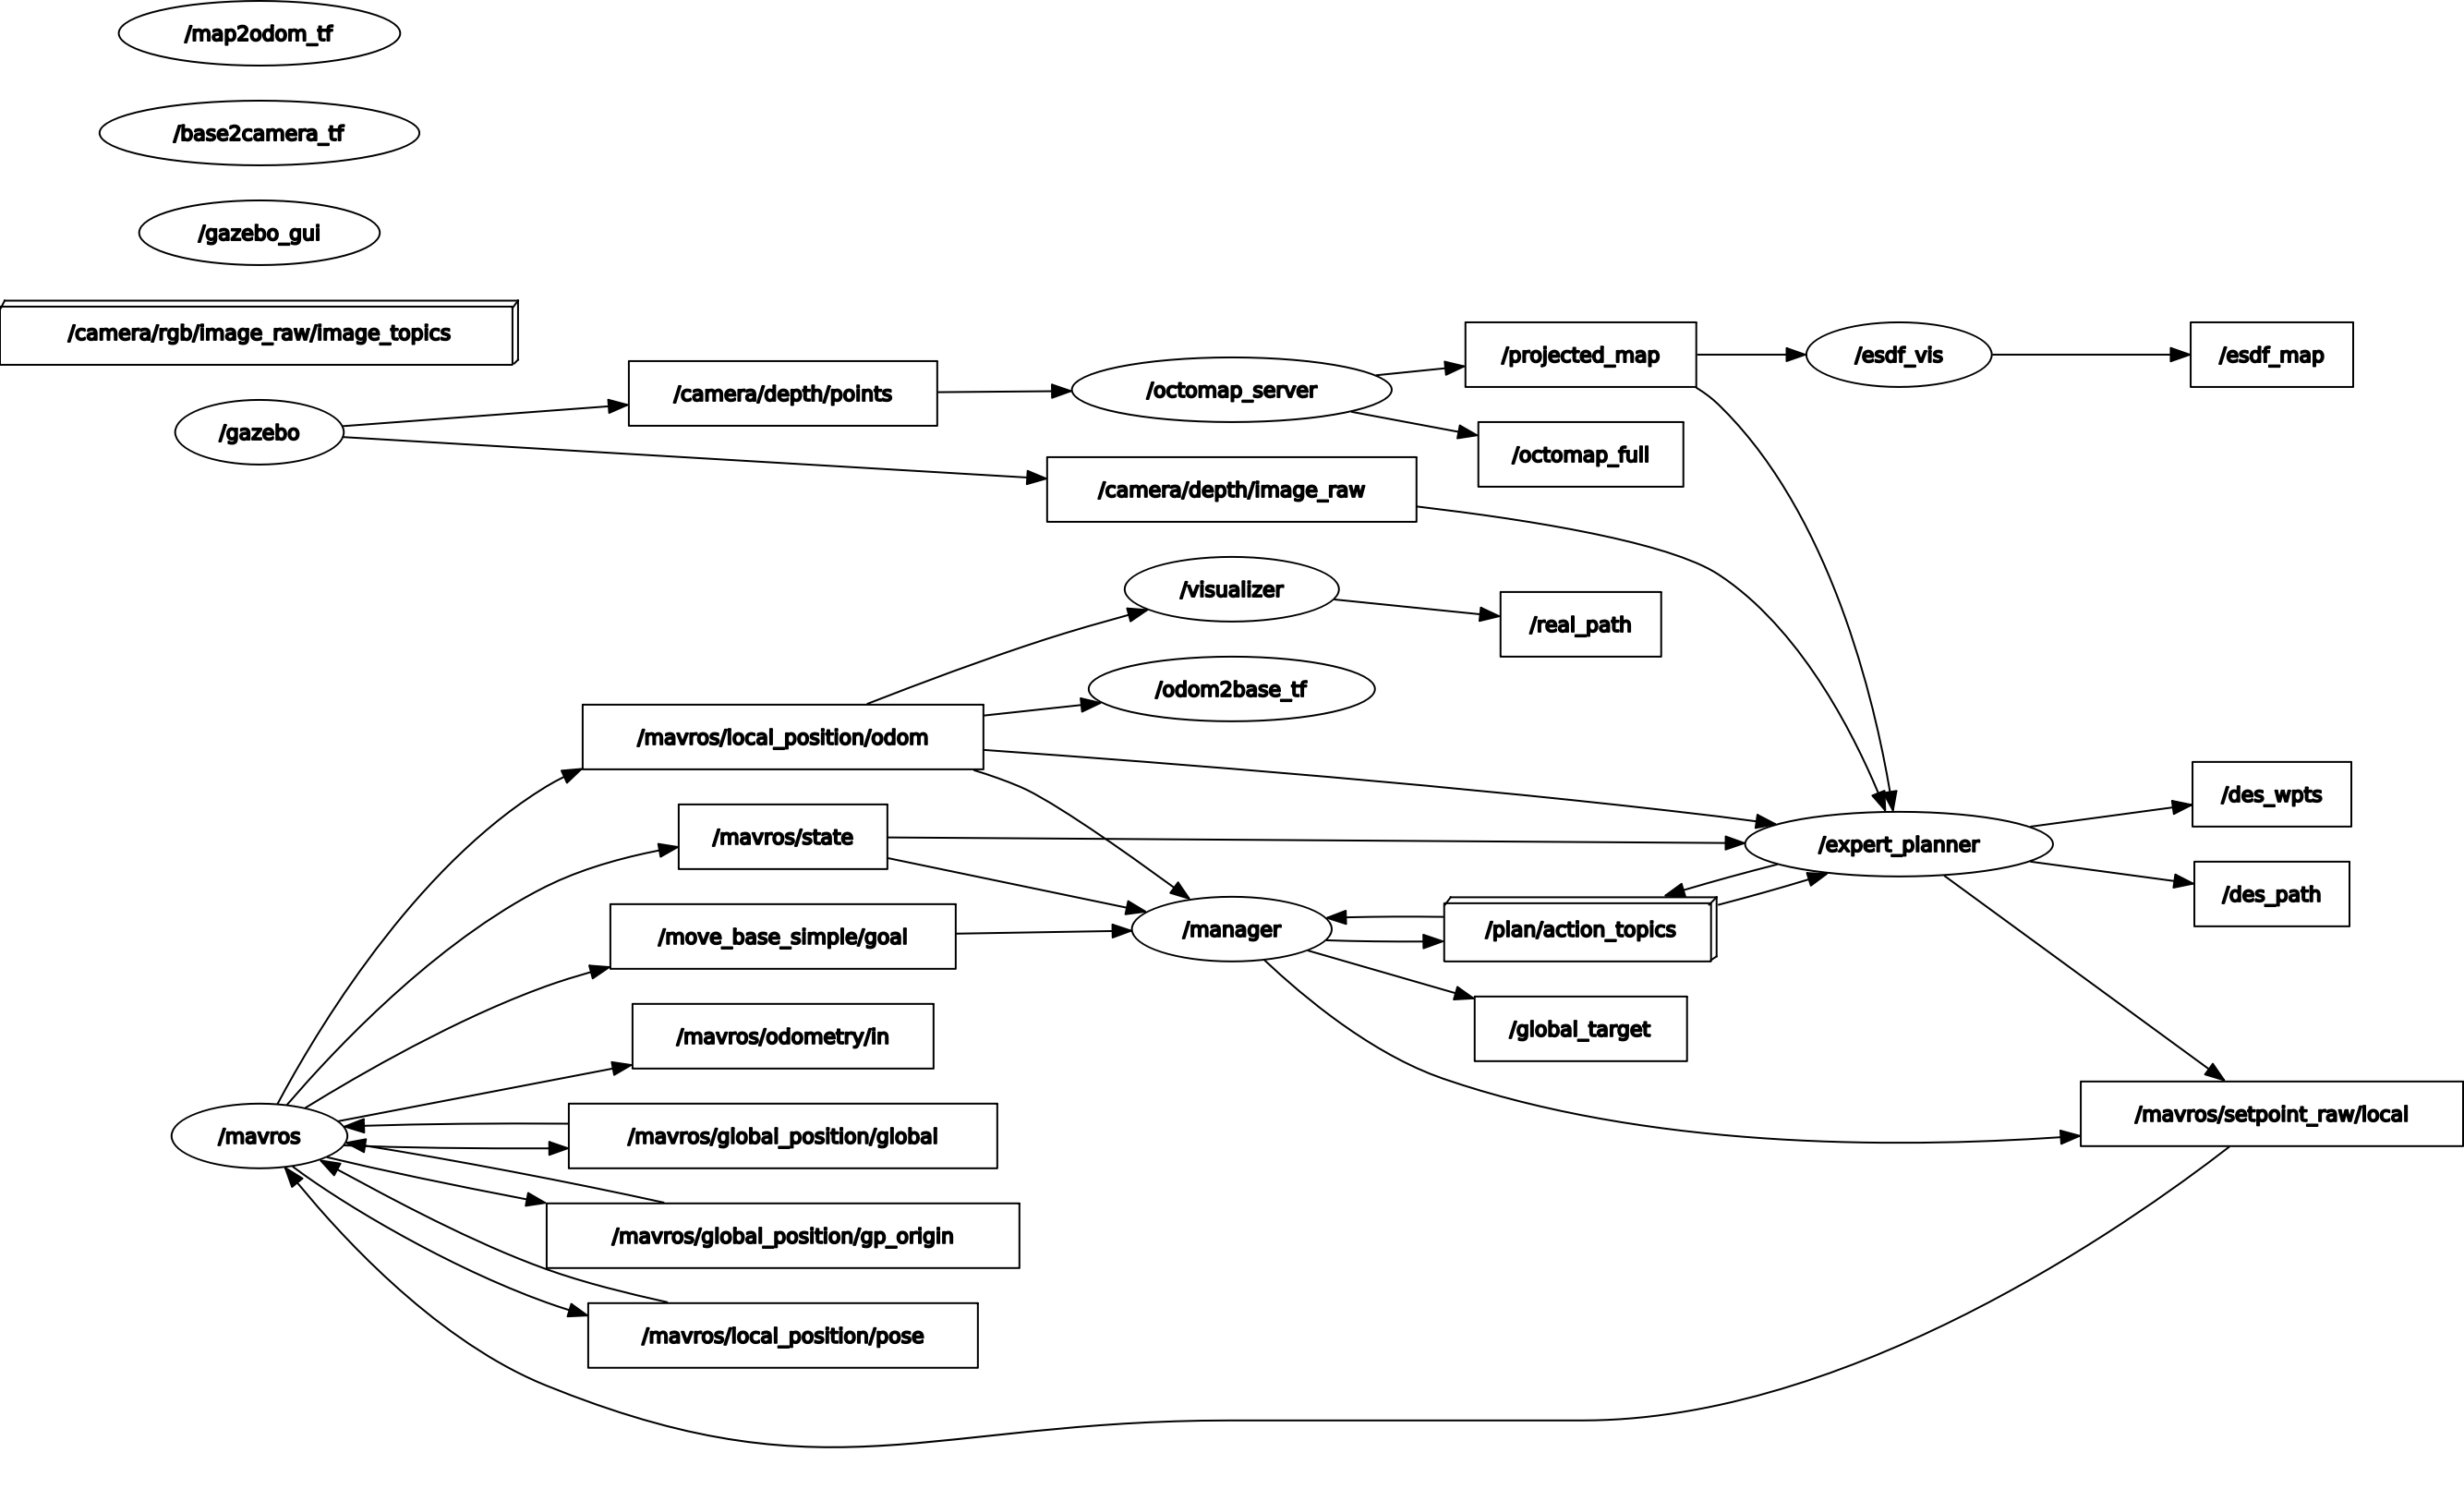 /map2odom_tf
/base2camera_tf
/gazebo_gui
/camera/rgb/image_raw/image_topics
/gazebo
/camera/depth/points
/octomap_server
/projected_map
/esdf_vis
/esdf_map
/octomap_full
/camera/depth/image_raw
/visualizer
/real_path
/odom2base_tf
/mavros/local_position/odom
/mavros/state
/expert_planner
/des_wpts
/des_path
/move_base_simple/goal
/manager
/plan/action_topics
/mavros/odometry/in
/global_target
/mavros
/mavros/global_position/global
/mavros/setpoint_raw/local
/mavros/global_position/gp_origin
/mavros/local_position/pose